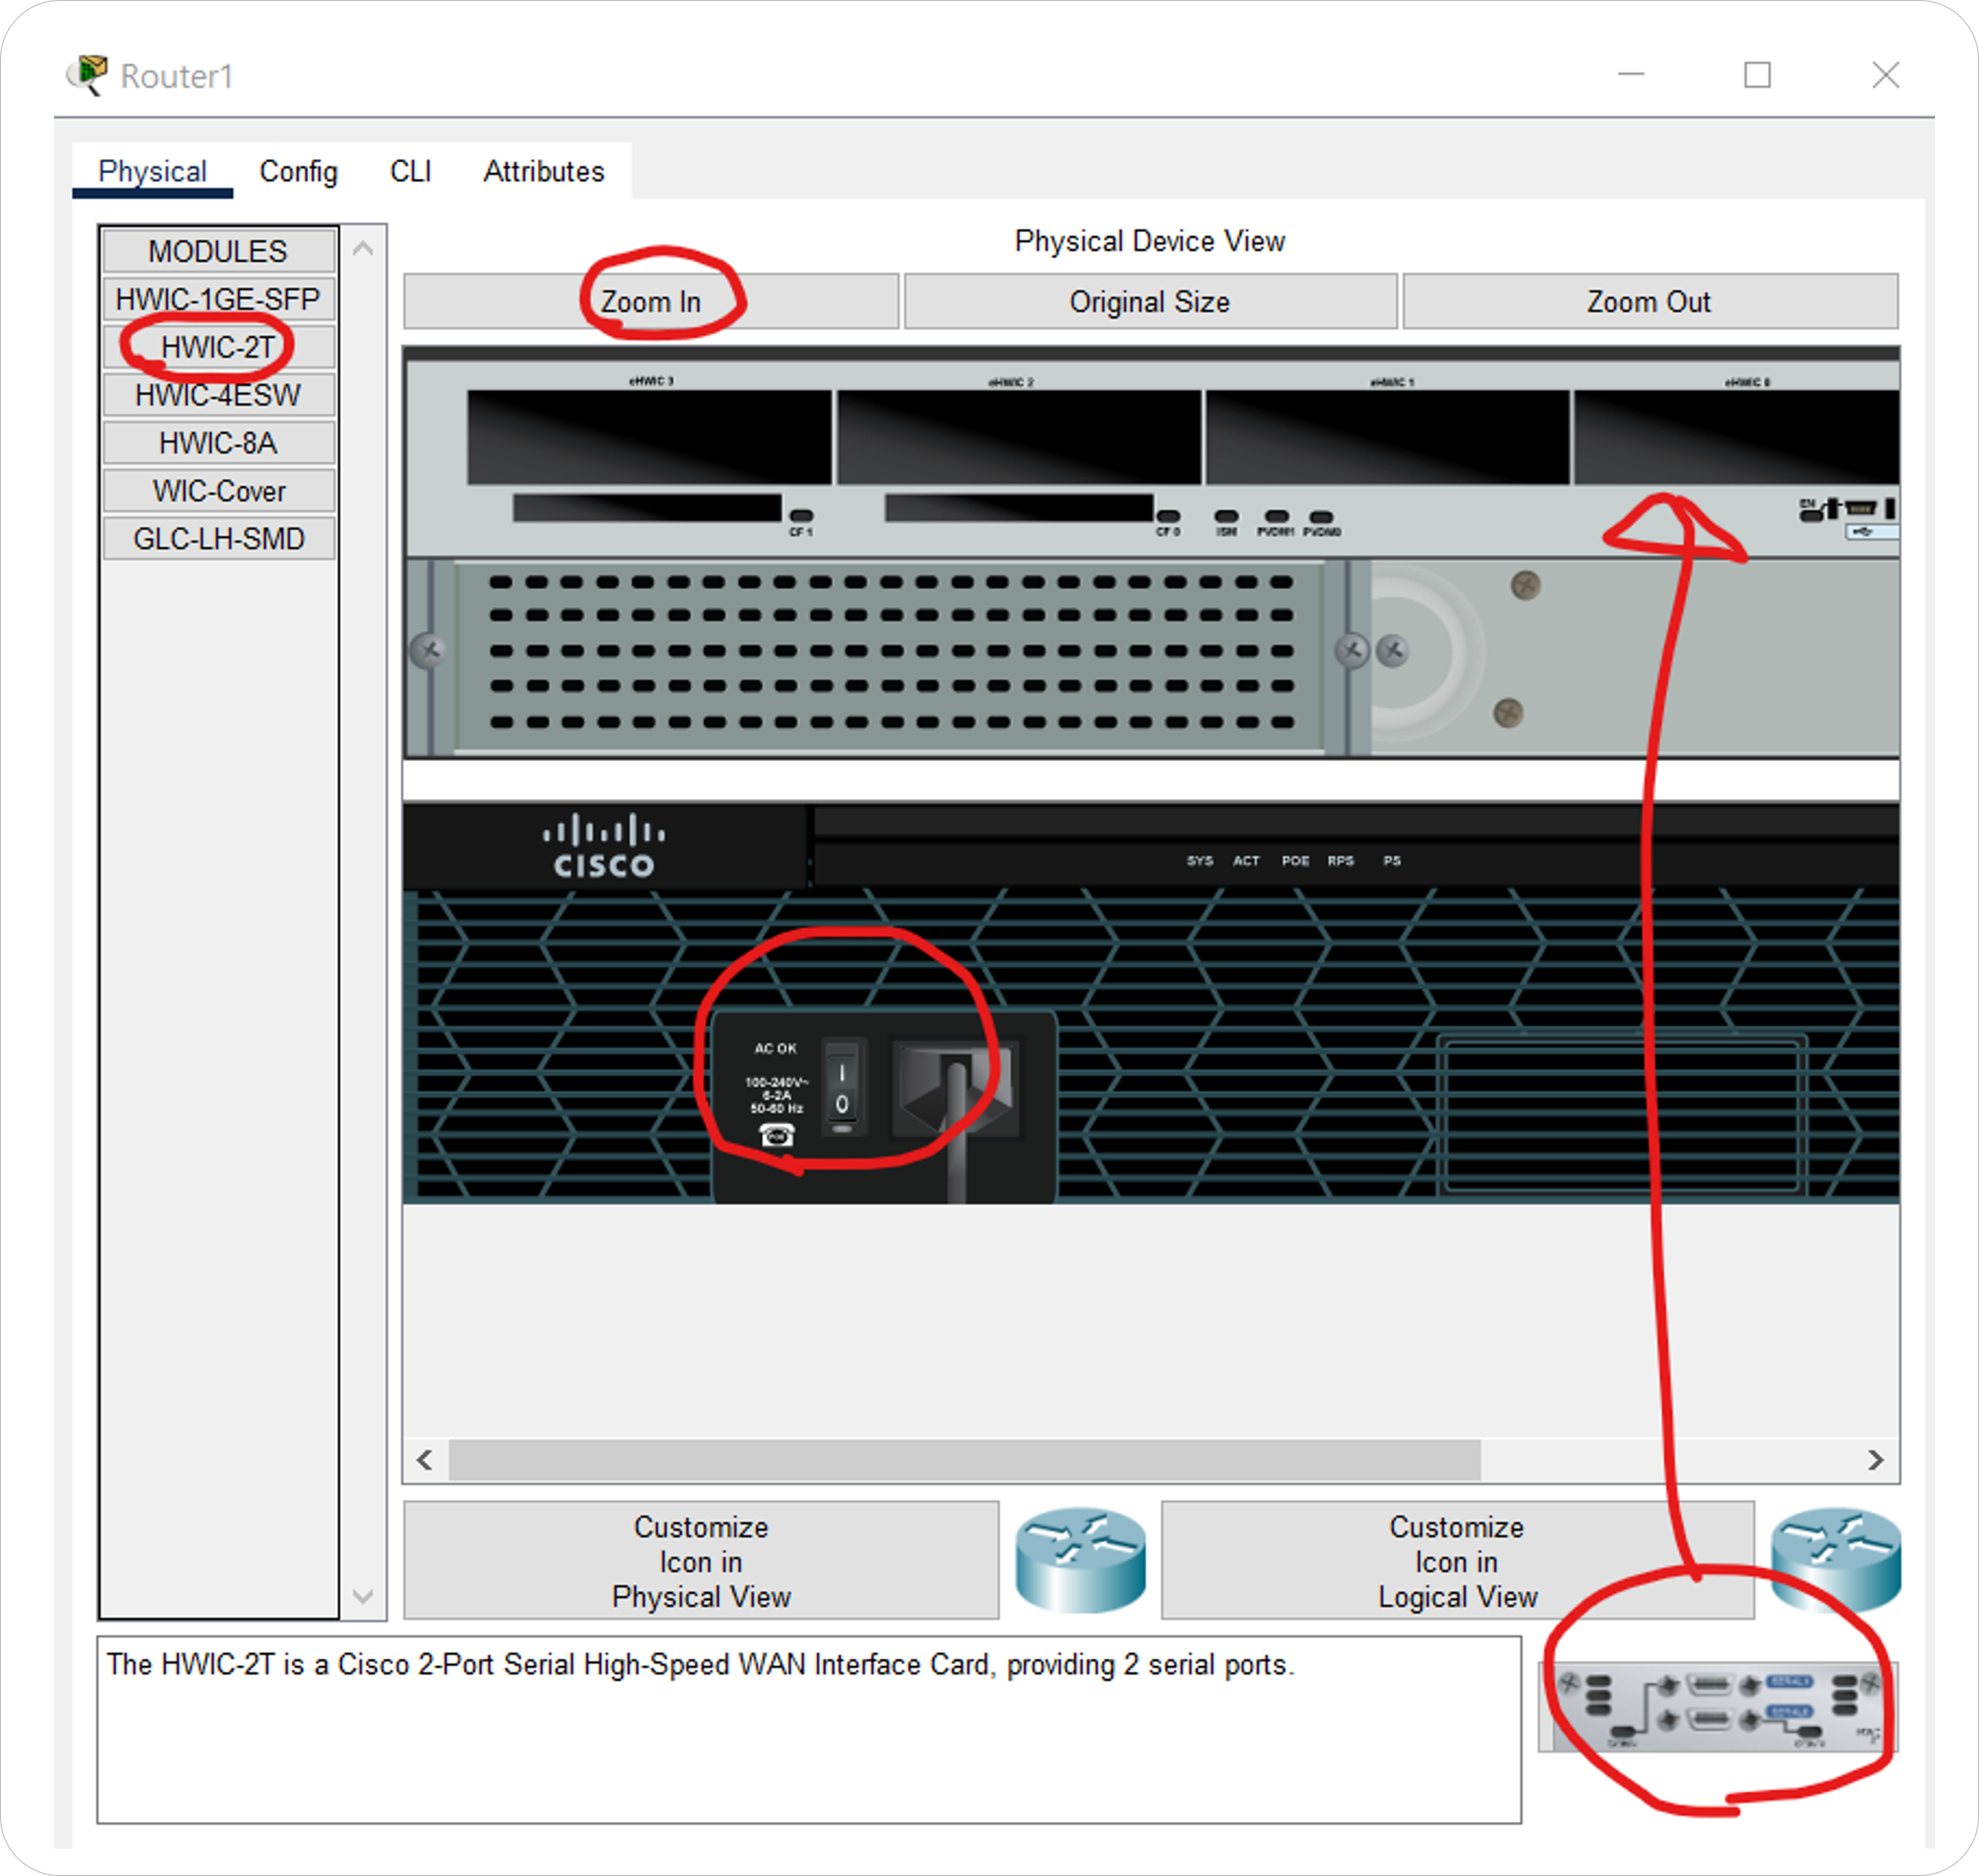 Router1
Physical Config CLI Attributes
MODULES
HWIC-1GE-SFP
HWIC-2T
HWIC-4ESW
HWIC-8A
WIC-Cover
GLC-LH-SMD
Physical Device View
Zoom In Original Size Zoom Out
eHWIC 3 eHWIC 2 eHWIC 1 eHWIC 0
CF 1 CF 0 ISM PVDM1 PVDM0 EN
CISCO
SYS ACT POE RPS PS
AC OK
100-240V~
6-2A
50-60 Hz
I
O
Customize
Icon in
Physical View
Customize
Icon in
Logical View
The HWIC-2T is a Cisco 2-Port Serial High-Speed WAN Interface Card, providing 2 serial ports.